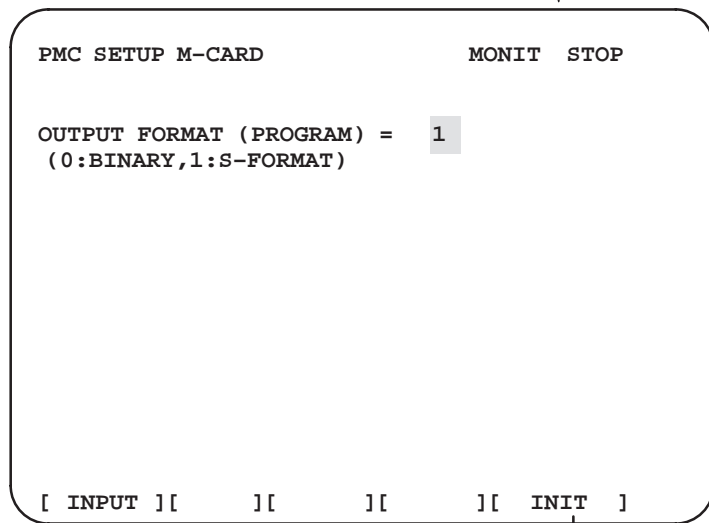 PMC SETUP M−CARD MONIT STOP
OUTPUT FORMAT (PROGRAM) = 1
(0:BINARY,1:S−FORMAT)
[ INPUT ][ ][ ][ ][ INIT ]